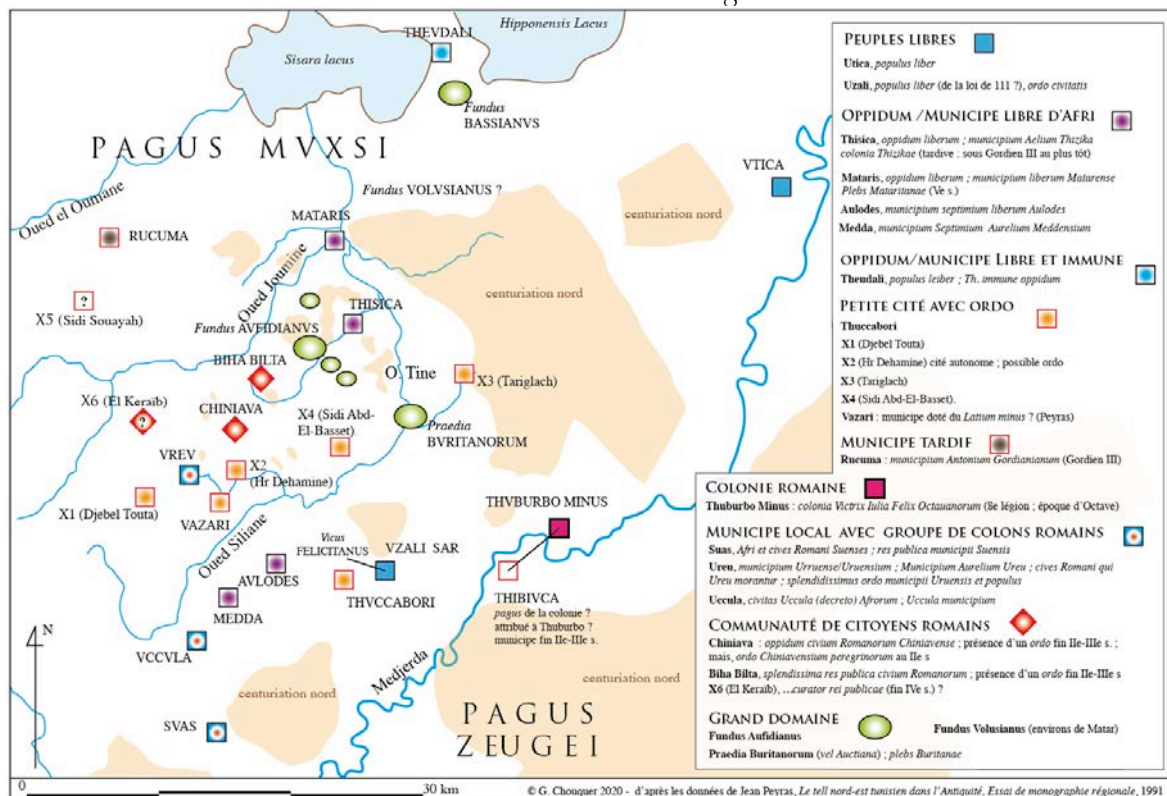 Hipponensis Lacus
THEVDALI
Sisara lacus
Fundus
BASSIANVS
PAGUS MVXSI
VTICA
Fundus VOLVSIANUS ?
Oued el Oumâne
RUCUMA
MATARIS
centuriation nord
Oued Joumine
?
X5 (Sidi Souayah)
THISICA
centuriation nord
Fundus AVFIDIANVS
BIHA BILTA
O. Tine
X3 (Tariglach)
X6 (El Keraïb)
?
CHINIAVA
X4 (Sidi Abd-
El-Basset)
Praedia
BVRITANORUM
VREV
X2
(Hr Dehamine)
X1 (Djebel Touta)
VAZARI
THVBURBO MINUS
Oued Siliane
Vicus
FELICITANUS
VZALI SAR
AVLODES
MEDDA
THVCCABORI
THIBIVCA
pagus de la colonie ?
attribué à Thuburbo ?
municipe fin IIe-IIIe s.
N
VCCVLA
Medjerda
centuriation nord
centuriation nord
SVAS
PAGUS
ZEUGEI
0
30 km
PEUPLES LIBRES
Utica, populus liber
Uzali, populus liber (de la loi de 111 ?), ordo civitatis
OPPIDUM /MUNICIPE LIBRE D'AFRI
Thisica, oppidum liberum ; municipium Aelium Thizika
colonia Thizikae (tardive : sous Gordien III au plus tôt)
Mataris, oppidum liberum ; municipium liberum Matarense
Plebs Mataritanae (Ve s.)
Aulodes, municipium septimium liberum Aulodes
Medda, municipium Septimium Aurelium Meddensium
OPPIDUM/MUNICIPE LIBRE ET IMMUNE
Theudali, populus leiber ; Th. immune oppidum
PETITE CITÉ AVEC ORDO
Thuccabori
X1 (Djebel Touta)
X2 (Hr Dehamine) cité autonome ; possible ordo
X3 (Tariglach)
X4 (Sidi Abd-El-Basset).
Vazari : municipe doté du Latium minus ? (Peyras)
MUNICIPE TARDIF
Rucuma : municipium Antonium Gordianianum (Gordien III)
COLONIE ROMAINE
Thuburbo Minus : colonia Victrix Iulia Felix Octauanorum (8e légion ; époque d'Octave)
MUNICIPE LOCAL AVEC GROUPE DE COLONS ROMAINS
Suas, Afri et cives Romani Suenses ; res publica municipii Suensis
Ureu, municipium Urruense/Uruensium ; Municipium Aurelium Ureu ; cives Romani qui
Ureu morantur ; splendidissimus ordo municipii Uruensis et populus
Uccula, civitas Uccula (decreto) Afrorum ; Uccula municipium
COMMUNAUTÉ DE CITOYENS ROMAINS
Chiniava : oppidum civium Romanorum Chiniavense ; présence d'un ordo fin IIe-IIIe s. ;
mais, ordo Chiniavensium peregrinorum au IIe s
Biha Bilta, splendissima res publica civium Romanorum ; présence d'un ordo fin IIe-IIIe s
X6 (El Keraïb), ...curator rei publicae (fin IVe s.) ?
GRAND DOMAINE
Fundus Aufidianus
Fundus Volusianus (environs de Matar)
Praedia Buritanorum (vel Auctiana) ; plebs Buritanae
© G. Chouquer 2020 - d'après les données de Jean Peyras, Le tell nord-est tunisien dans l'Antiquité, Essai de monographie régionale, 1991